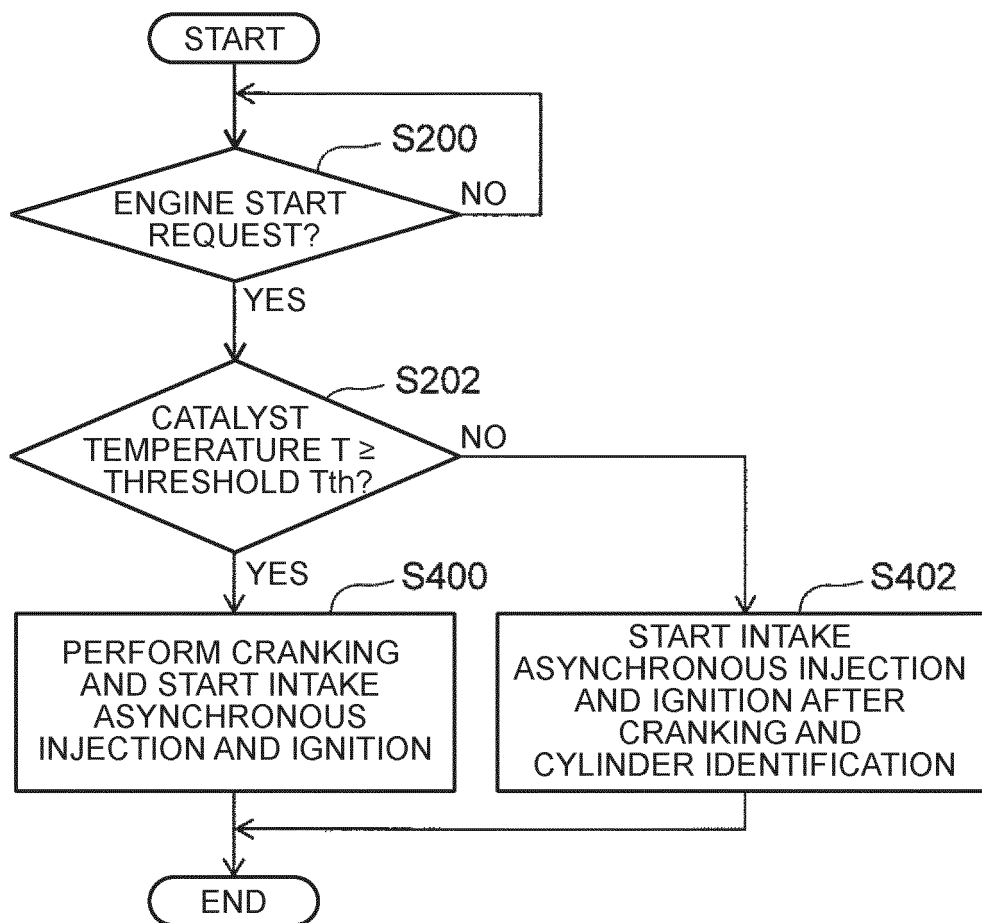 START
S200
ENGINE START
REQUEST?
NO
YES
S202
CATALYST
TEMPERATURE T ≥
THRESHOLD Tth?
NO
YES
S400
PERFORM CRANKING
AND START INTAKE
ASYNCHRONOUS
INJECTION AND IGNITION
S402
START INTAKE
ASYNCHRONOUS INJECTION
AND IGNITION AFTER
CRANKING AND
CYLINDER IDENTIFICATION
END